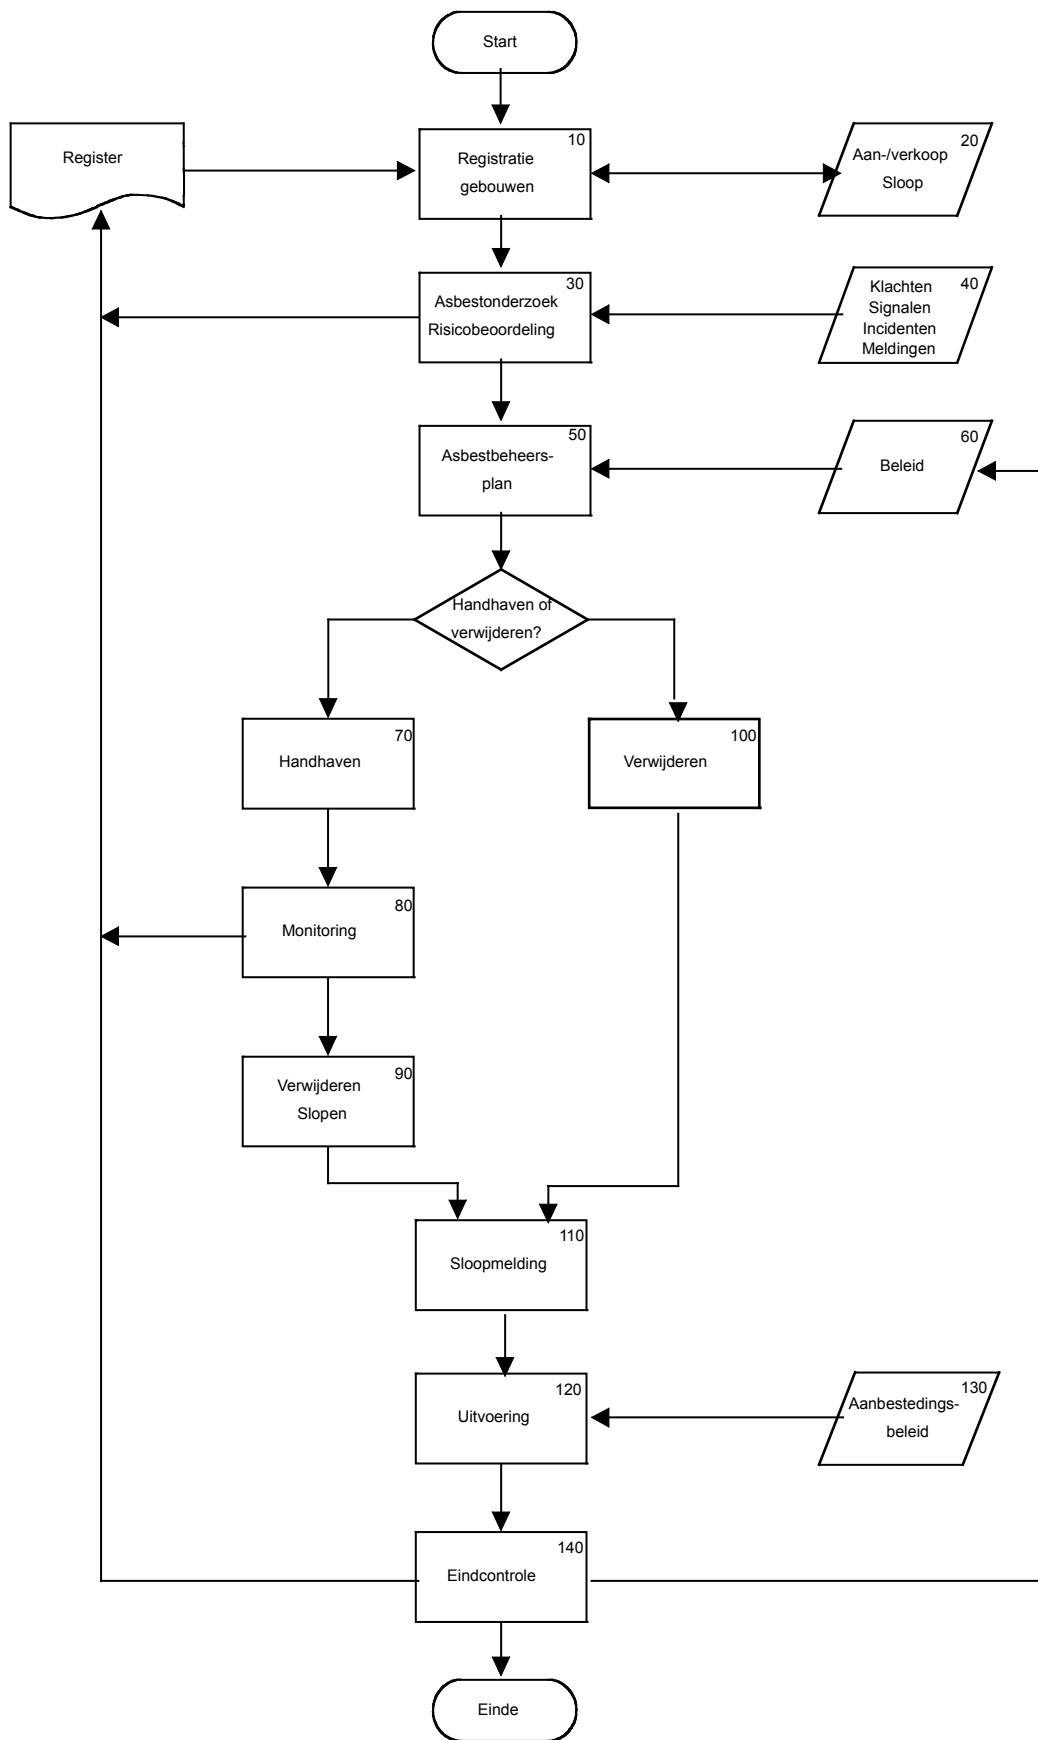 Start
Register
10
Registratie
gebouwen
20
Aan-/verkoop
Sloop
30
Asbestonderzoek
Risicobeoordeling
40
Klachten
Signalen
Incidenten
Meldingen
50
Asbestbeheers-
plan
60
Beleid
Handhaven of
verwijderen?
70
Handhaven
100
Verwijderen
80
Monitoring
90
Verwijderen
Slopen
110
Sloopmelding
120
Uitvoering
130
Aanbestedings-
beleid
140
Eindcontrole
Einde